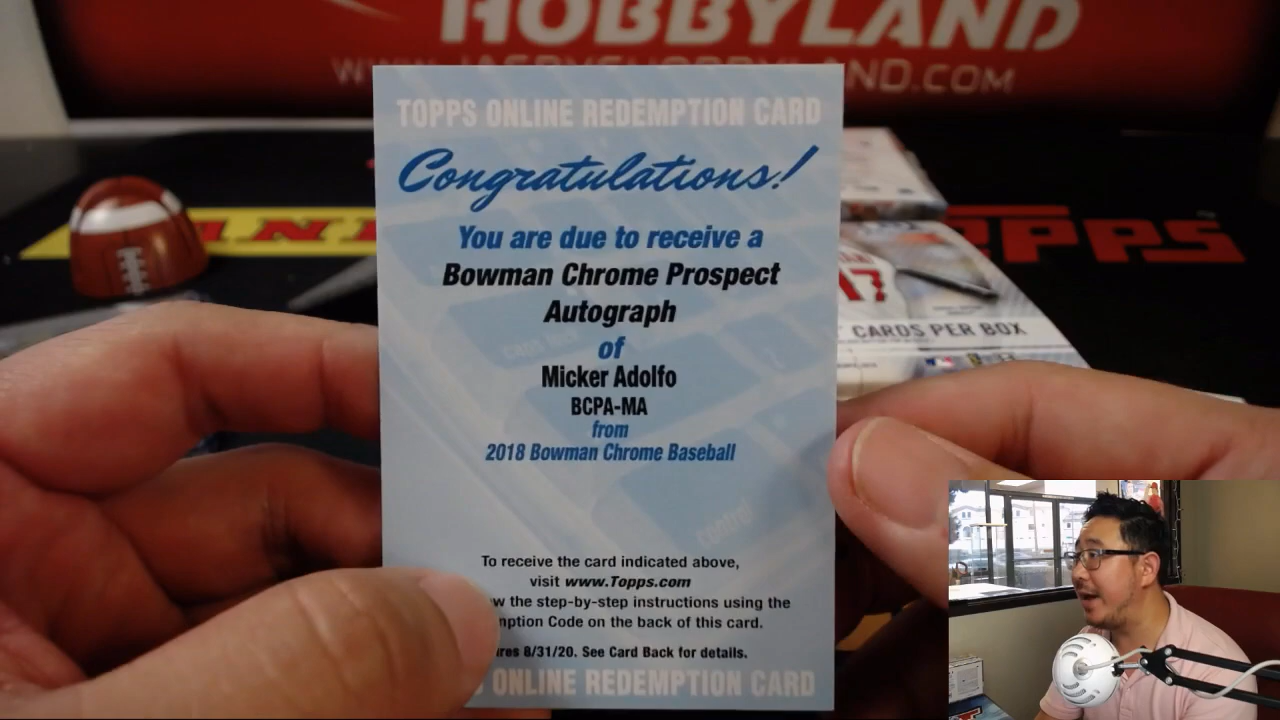 HOBBYLAND
TOPPS ONLINE REDEMPTION CARD
Congratulations!
You are due to receive a
Bowman Chrome Prospect
Autograph
of
Micker Adolfo
BCPA-MA
from
2018 Bowman Chrome Baseball
To receive the card indicated above,
visit www.Topps.com
the step-by-step instructions using the
Code on the back of this card.
8/31/20. See Card Back for details.
ONLINE REDEMPTION CARD
17
CARDS PER BOX